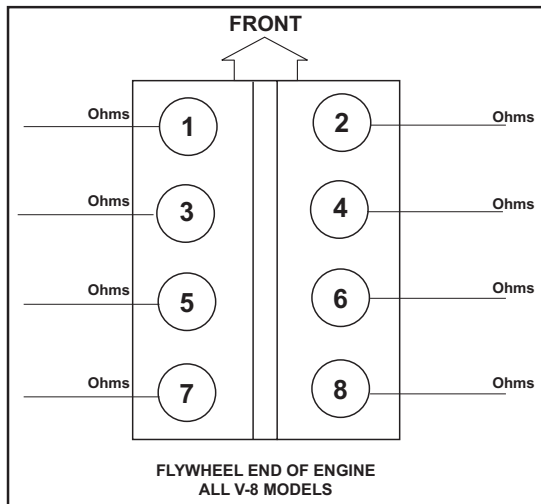 FRONT
Ohms 1 2 Ohms
Ohms 3 4 Ohms
Ohms 5 6 Ohms
Ohms 7 8 Ohms
FLYWHEEL END OF ENGINE
ALL V-8 MODELS